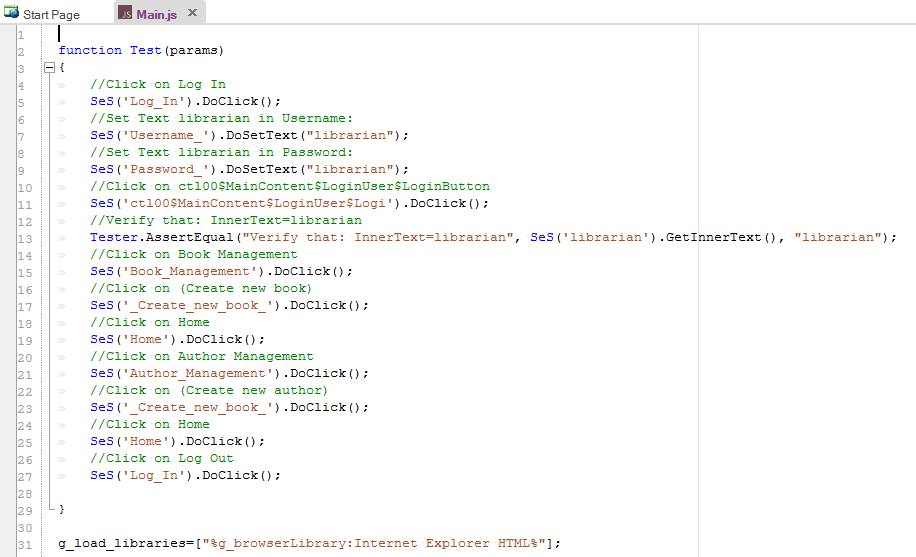 Start Page
JS Main.js
1
2 function Test(params)
3 {
4 //Click on Log In
5 SeS('Log_In').DoClick();
6 //Set Text librarian in Username:
7 SeS('Username_').DoSetText("librarian");
8 //Set Text librarian in Password:
9 SeS('Password_').DoSetText("librarian");
10 //Click on ctl00$MainContent$LoginUser$LoginButton
11 SeS('ctl00$MainContent$LoginUser$Logi').DoClick();
12 //Verify that: InnerText=librarian
13 Tester.AssertEqual("Verify that: InnerText=librarian", SeS('librarian').GetInnerText(), "librarian");
14 //Click on Book Management
15 SeS('Book_Management').DoClick();
16 //Click on (Create new book)
17 SeS('_Create_new_book_').DoClick();
18 //Click on Home
19 SeS('Home').DoClick();
20 //Click on Author Management
21 SeS('Author_Management').DoClick();
22 //Click on (Create new author)
23 SeS('_Create_new_book_').DoClick();
24 //Click on Home
25 SeS('Home').DoClick();
26 //Click on Log Out
27 SeS('Log_In').DoClick();
28
29 }
30
31 g_load_libraries=["%g_browserLibrary:Internet Explorer HTML%"];